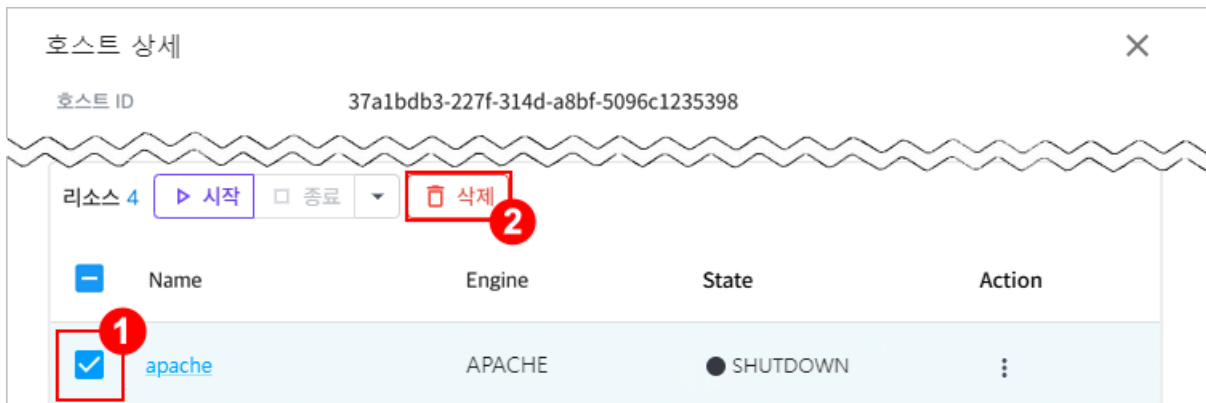 호스트 상세
호스트 ID 37a1bdb3-227f-314d-a8bf-5096c1235398
리소스 4 시작 종료 삭제
2
Name Engine State Action
1
apache APACHE SHUTDOWN